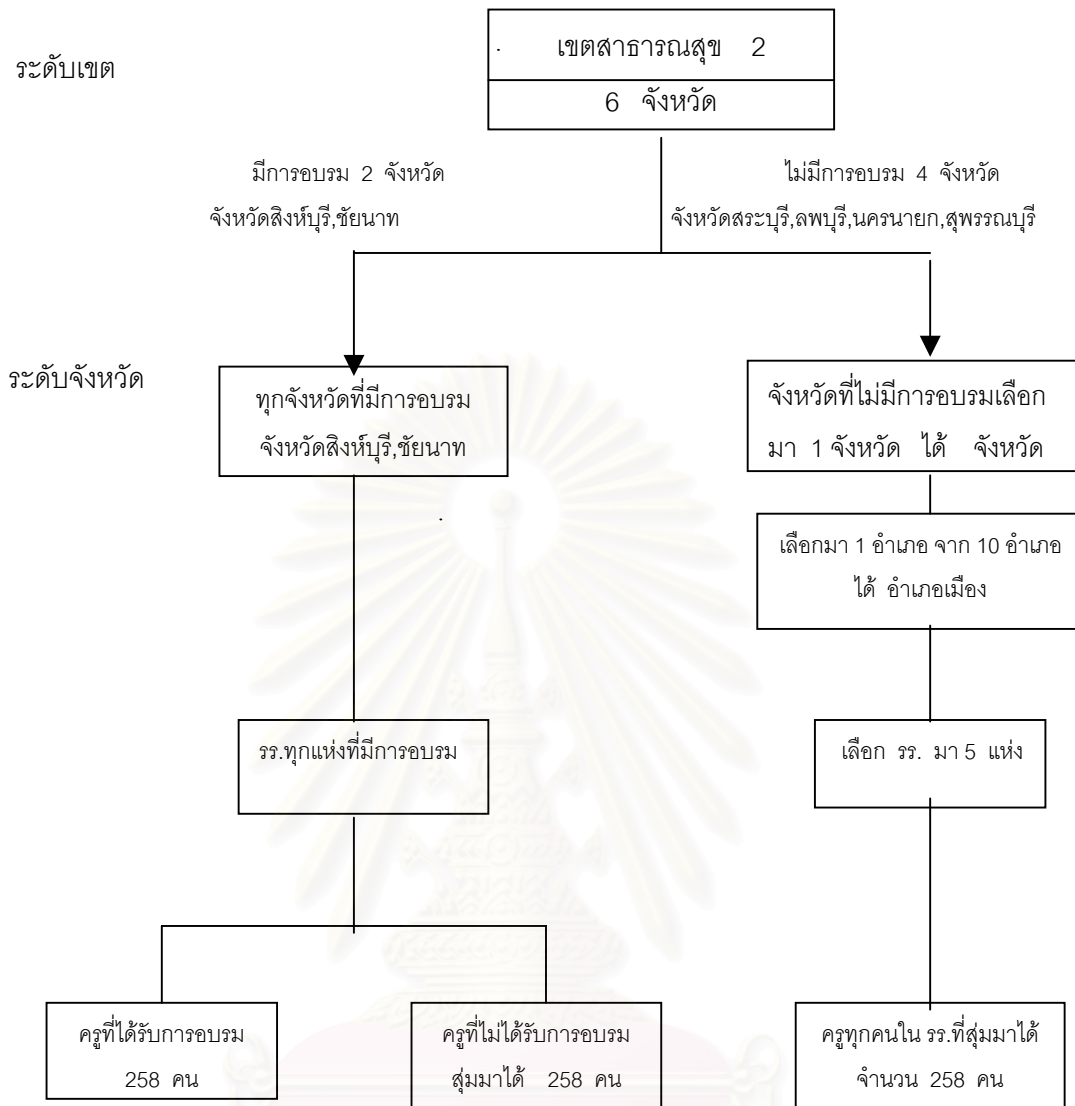 ระดับเขต
เขตสาธารณสุข 2
6 จังหวัด
มีการอบรม 2 จังหวัด
จังหวัดสิงห์บุรี,ชัยนาท
ไม่มีการอบรม 4 จังหวัด
จังหวัดสระบุรี,ลพบุรี,นครนายก,สุพรรณบุรี
ระดับจังหวัด
ทุกจังหวัดที่มีการอบรม
จังหวัดสิงห์บุรี,ชัยนาท
จังหวัดที่ไม่มีการอบรมเลือก
มา 1 จังหวัด ได้ จังหวัด
เลือกมา 1 อำเภอ จาก 10 อำเภอ
ได้ อำเภอเมือง
รร.ทุกแห่งที่มีการอบรม
เลือก รร. มา 5 แห่ง
ครูที่ได้รับการอบรม
258 คน
ครูที่ไม่ได้รับการอบรม
สุ่มมาได้ 258 คน
ครูทุกคนใน รร.ที่สุ่มมาได้
จำนวน 258 คน